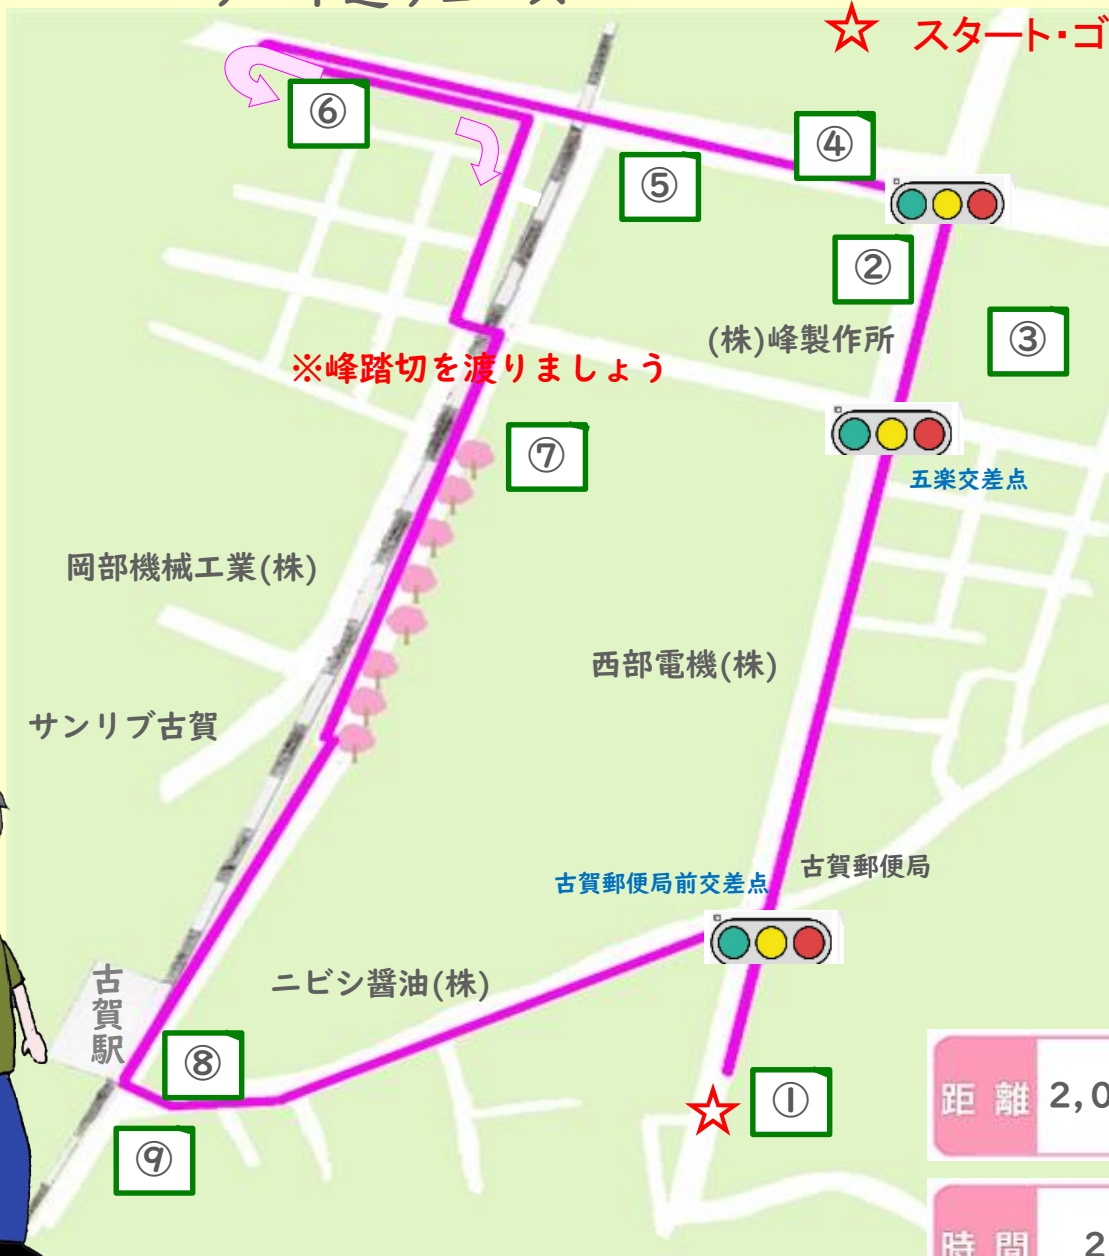 ☆ スタート・ゴ
⑥
④
⑤
②
(株)峰製作所
③
※峰踏切を渡りましょう
⑦
五楽交差点
岡部機械工業(株)
西部電機(株)
サンリブ古賀
古賀郵便局
古賀郵便局前交差点
ニビシ醤油(株)
古賀駅
⑧
①
距離 2,0
⑨
時間 2